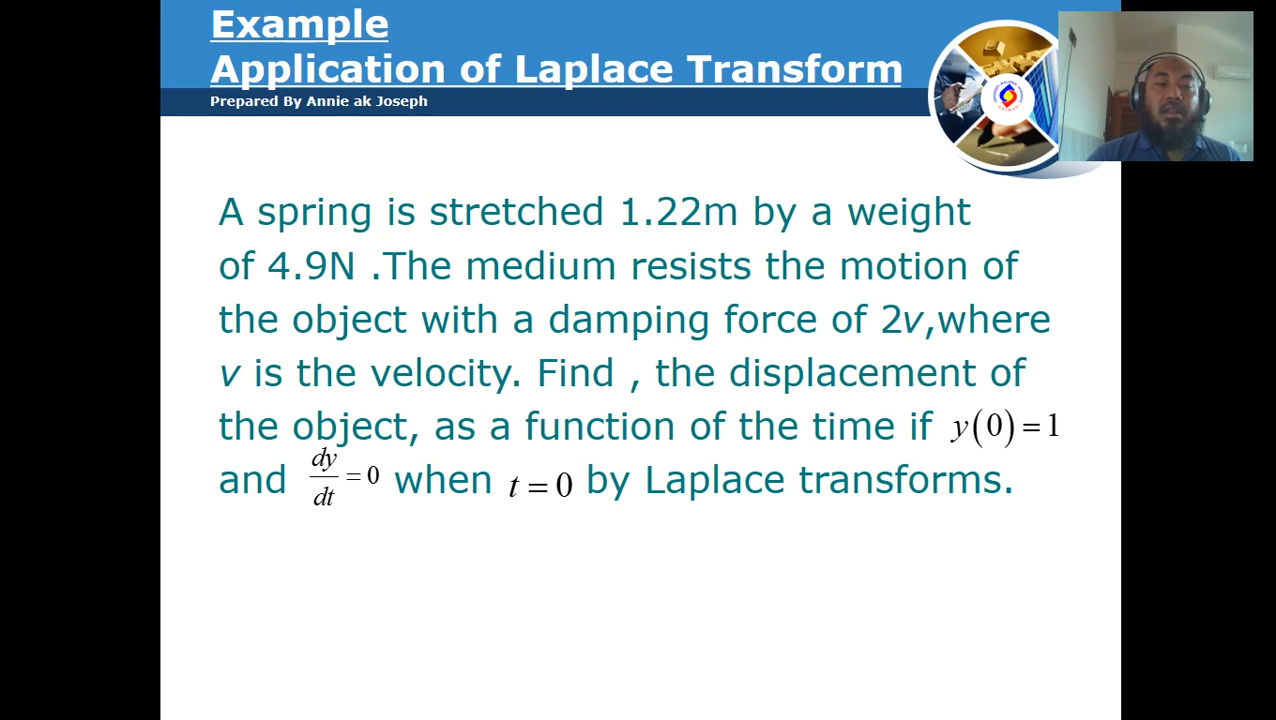 Example
Application of Laplace Transform
Prepared By Annie ak Joseph
A spring is stretched 1.22m by a weight
of 4.9N .The medium resists the motion of
the object with a damping force of 2v,where
v is the velocity. Find , the displacement of
the object, as a function of the time if y(0)=1
and dy/dt=0 when t=0 by Laplace transforms.